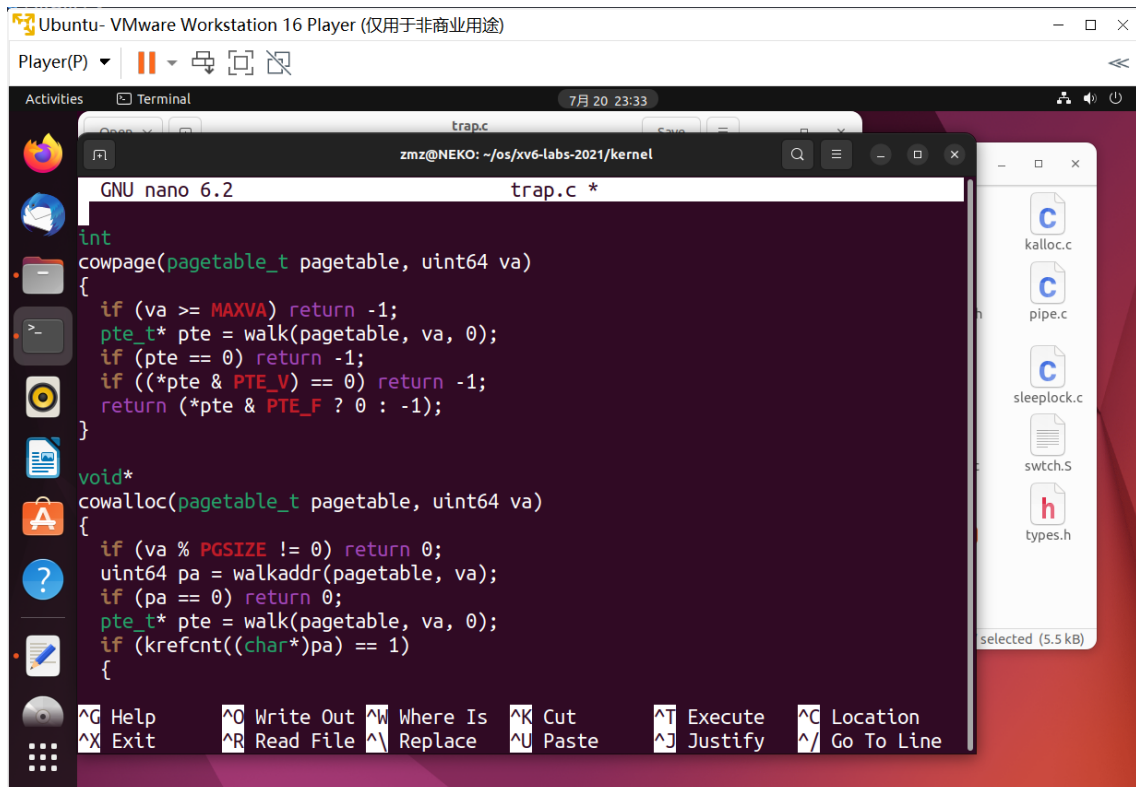 Ubuntu- VMware Workstation 16 Player (仅用于非商业用途)
Player(P)
Activities
Terminal
7月 20 23:33
Open
trap.c
Save
zmz@NEKO: ~/os/xv6-labs-2021/kernel
GNU nano 6.2
trap.c *
int
cowpage(pagetable_t pagetable, uint64 va)
{
if (va >= MAXVA) return -1;
pte_t* pte = walk(pagetable, va, 0);
if (pte == 0) return -1;
if ((*pte & PTE_V) == 0) return -1;
return (*pte & PTE_F ? 0 : -1);
}
void*
cowalloc(pagetable_t pagetable, uint64 va)
{
if (va % PGSIZE != 0) return 0;
uint64 pa = walkaddr(pagetable, va);
if (pa == 0) return 0;
pte_t* pte = walk(pagetable, va, 0);
if (krefcnt((char*)pa) == 1)
{
^G Help ^O Write Out ^W Where Is ^K Cut ^T Execute ^C Location
^X Exit ^R Read File ^\ Replace ^U Paste ^J Justify ^/ Go To Line
kalloc.c
pipe.c
sleeplock.c
swtch.S
types.h
selected (5.5 kB)